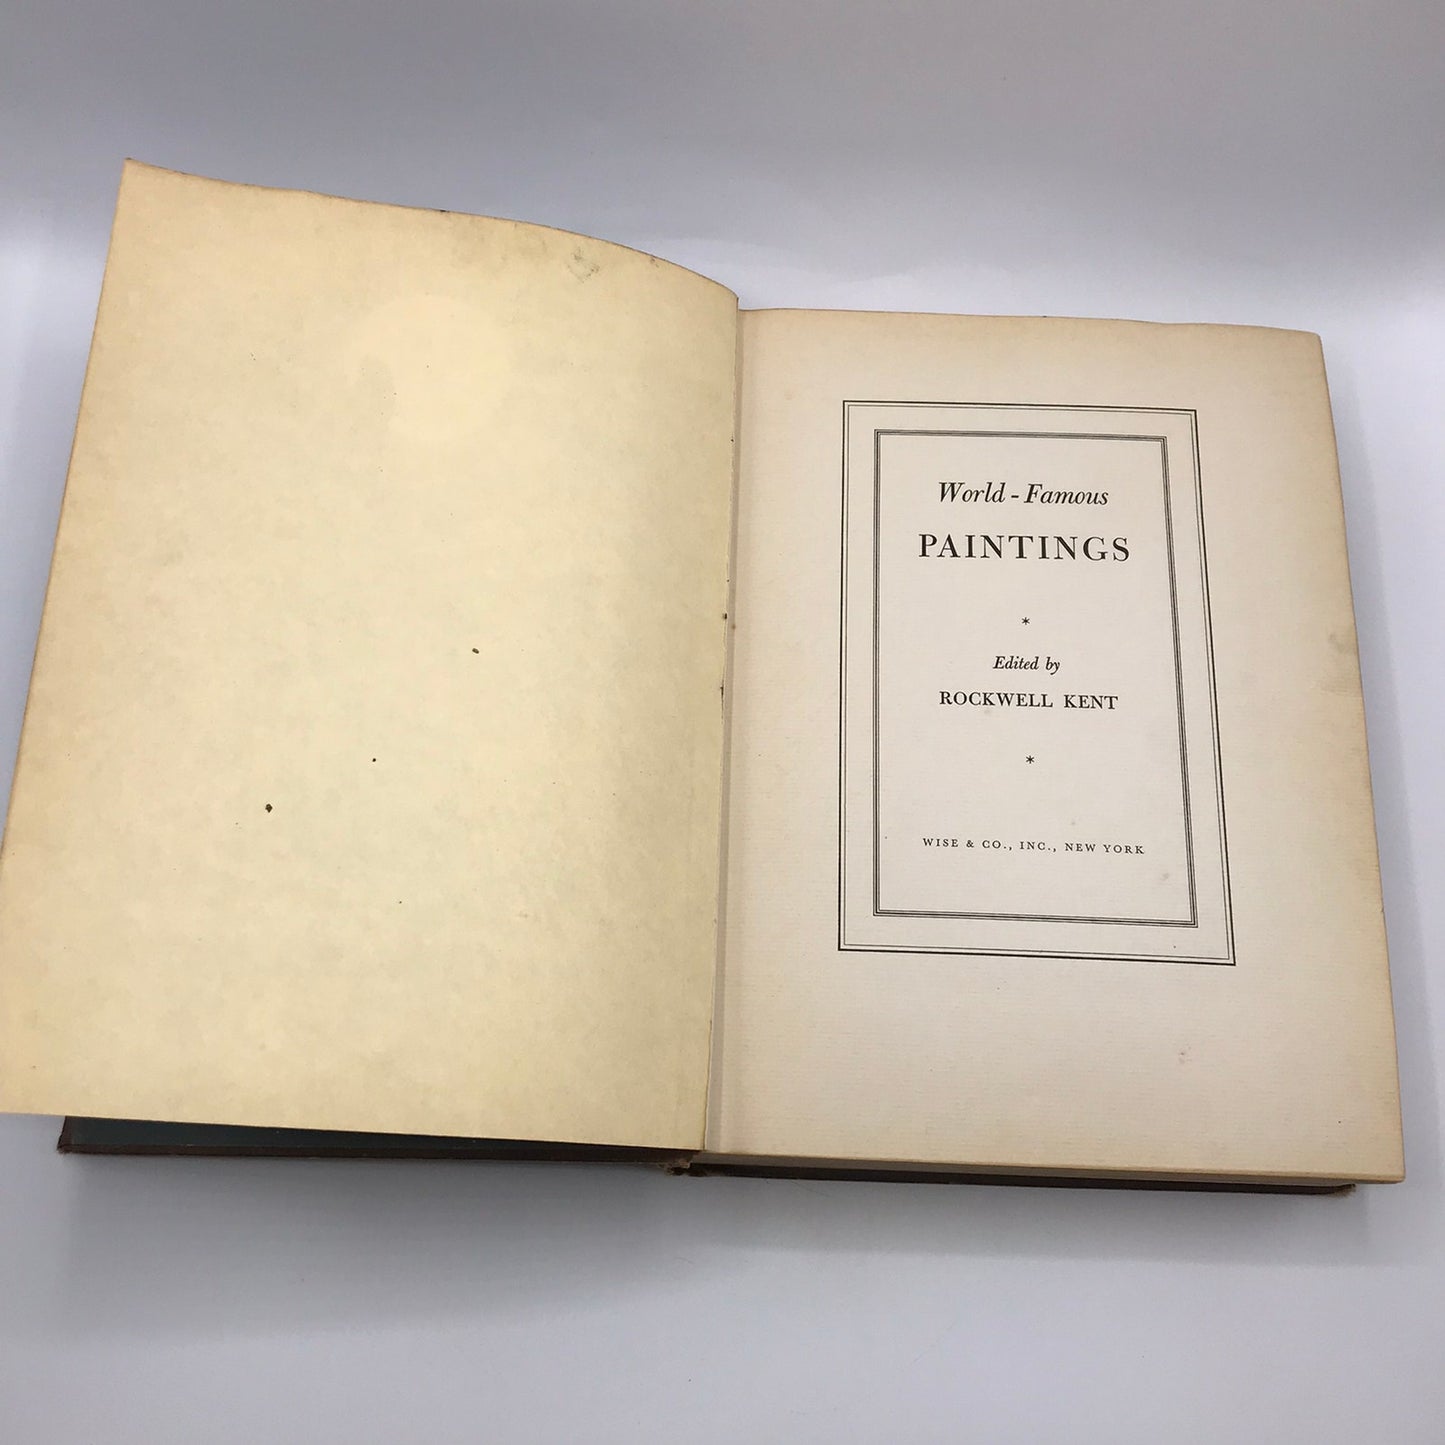 World-Famous
PAINTINGS
*
Edited by
ROCKWELL KENT
*
WISE & CO., INC., NEW YORK